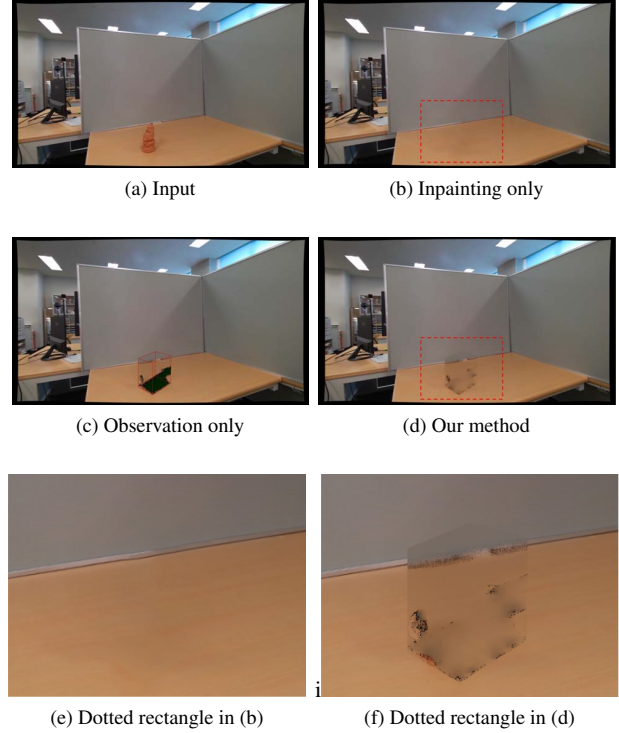 (a) Input
(b) Inpainting only
(c) Observation only
(d) Our method
i
(e) Dotted rectangle in (b)
(f) Dotted rectangle in (d)